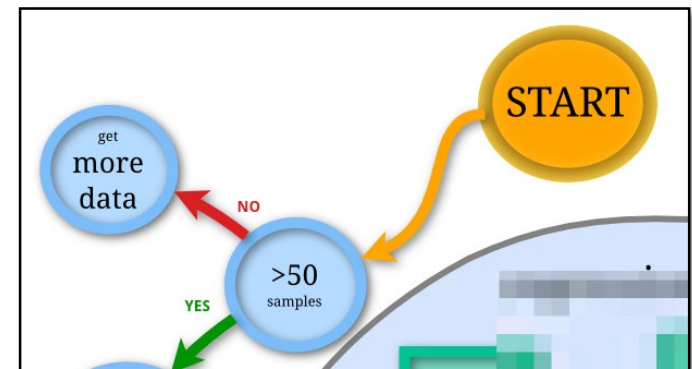 START
get
more
data
NO
>50
samples
YES